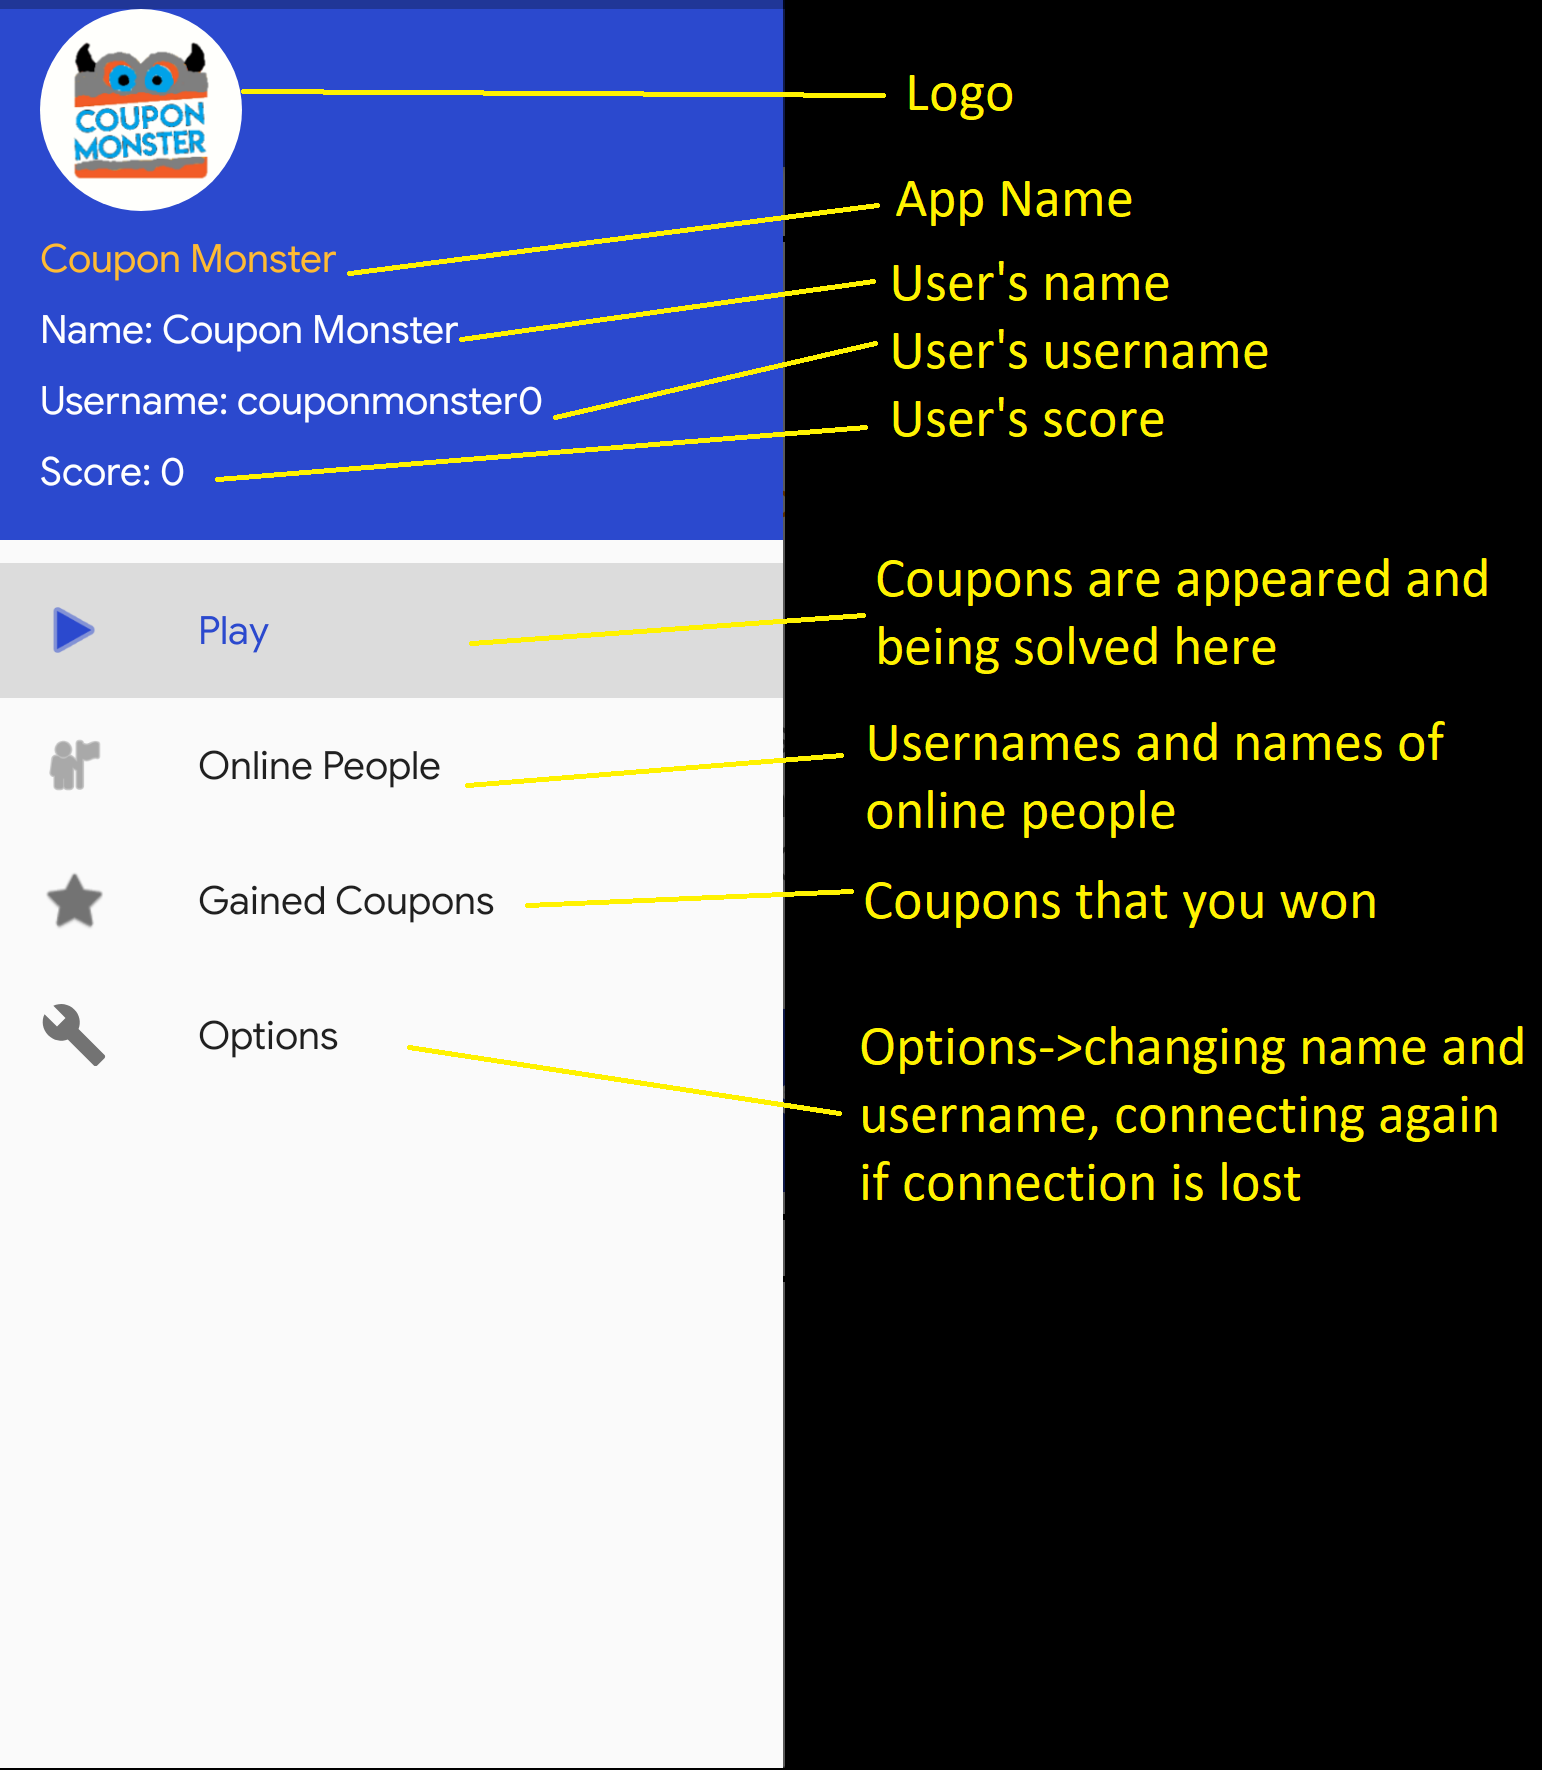 COUPON
MONSTER
Logo
App Name
Coupon Monster
User's name
Name: Coupon Monster
User's username
Username: couponmonster0
User's score
Score: 0
Coupons are appeared and
being solved here
Play
Usernames and names of
online people
Online People
Coupons that you won
Gained Coupons
Options->changing name and
username, connecting again
if connection is lost
Options